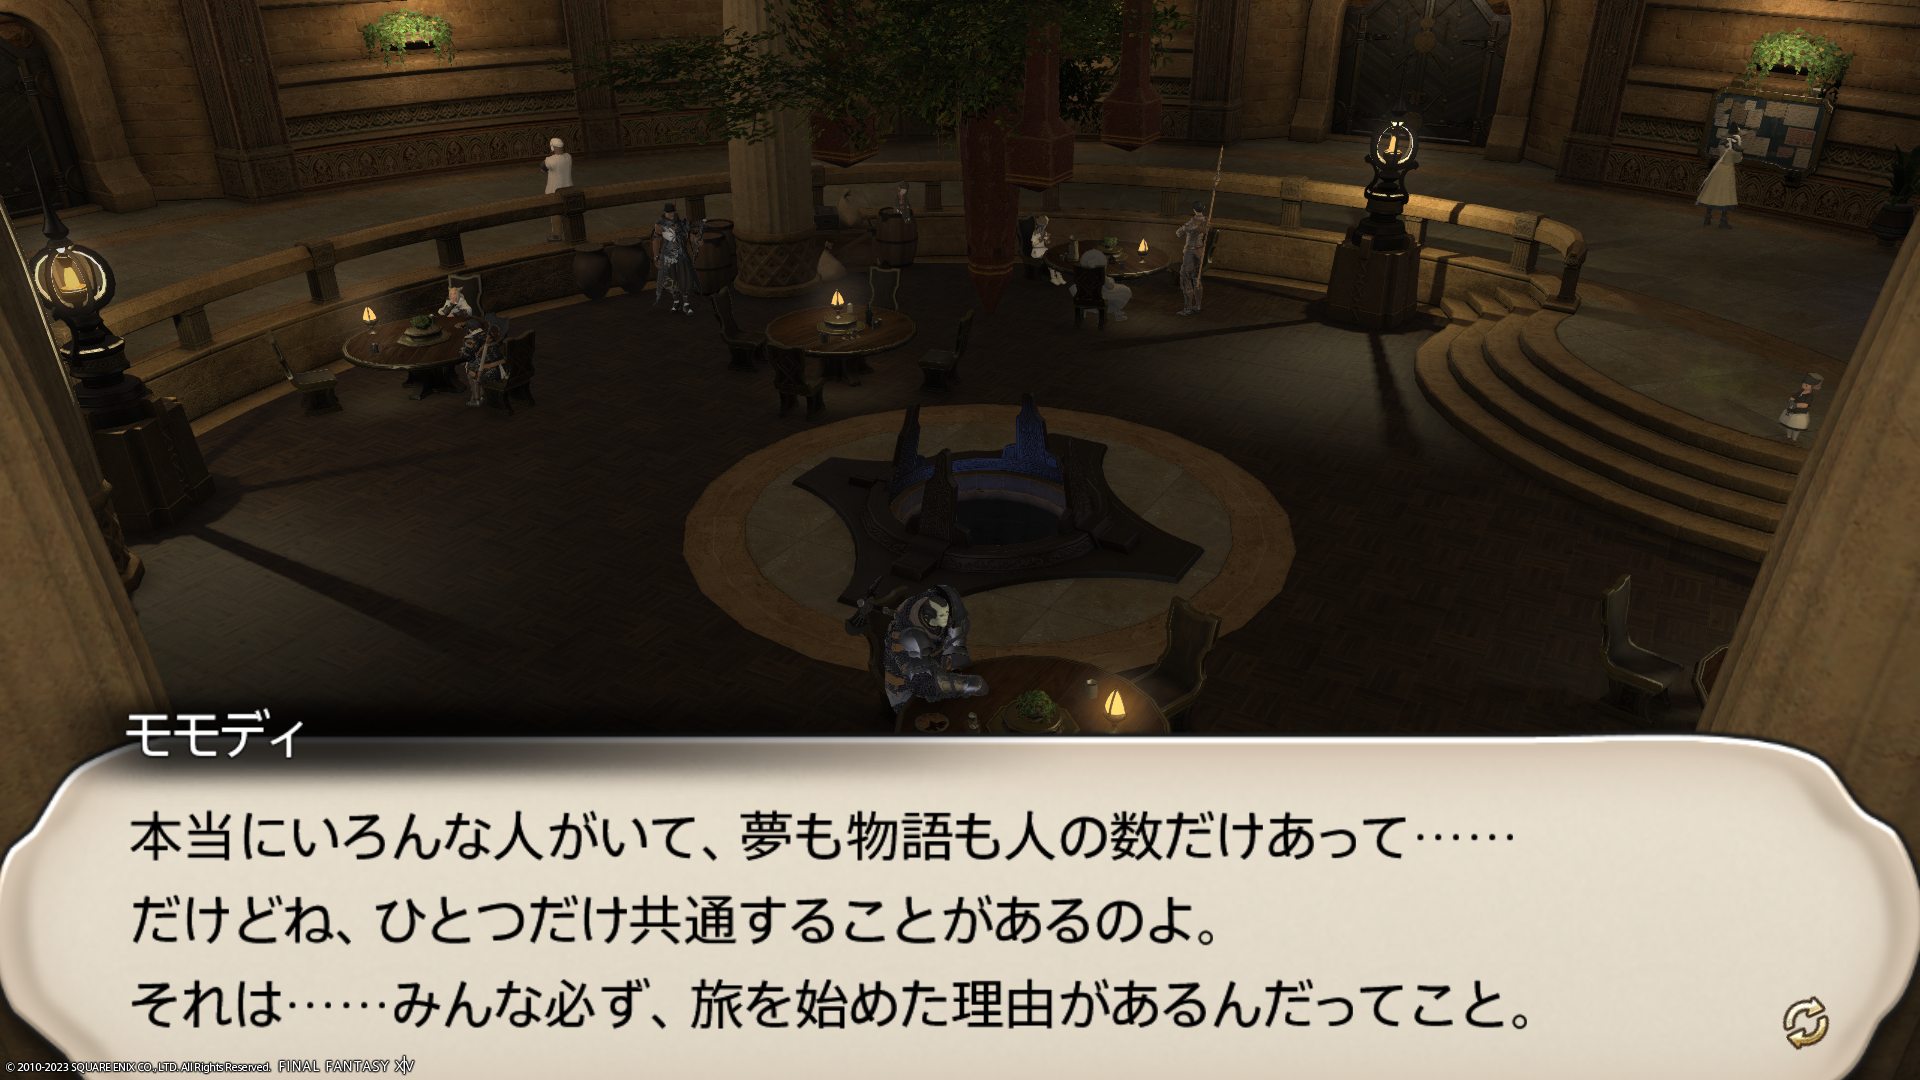 モモディ
本当にいろんな人がいて、夢も物語も人の数だけあって……
だけどね、ひとつだけ共通することがあるのよ。
それは……みんな必ず、旅を始めた理由があるんだってこと。
© 2010-2023 SQUARE ENIX CO., LTD. All Rights Reserved. FINAL FANTASY XIV